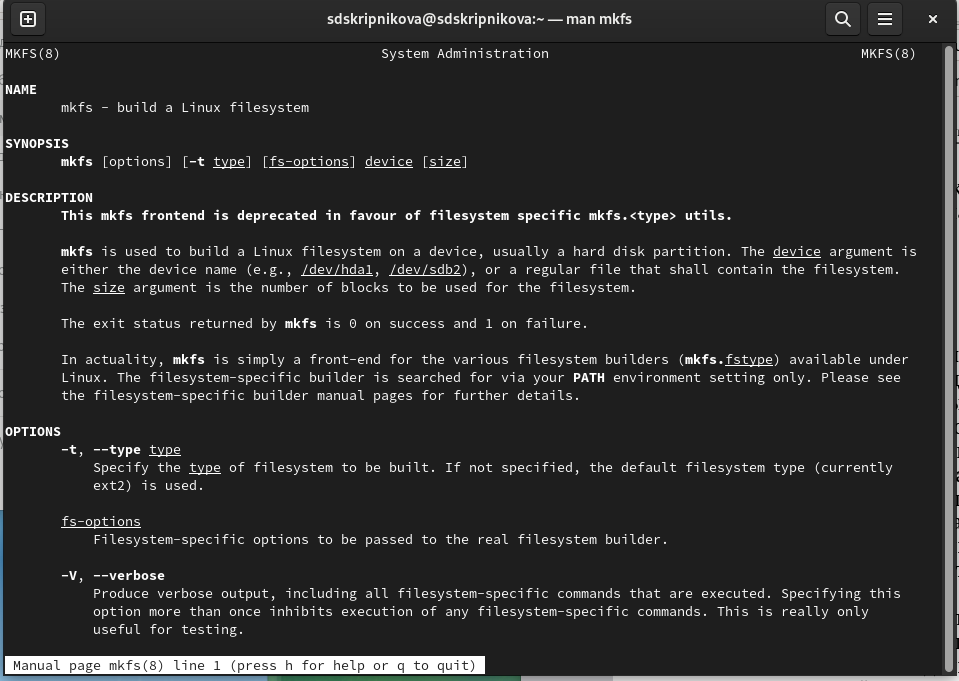 sdskripnikova@sdskripnikova:~ — man mkfs
MKFS(8) System Administration MKFS(8)
NAME
mkfs - build a Linux filesystem
SYNOPSIS
mkfs [options] [-t type] [fs-options] device [size]
DESCRIPTION
This mkfs frontend is deprecated in favour of filesystem specific mkfs.<type> utils.
mkfs is used to build a Linux filesystem on a device, usually a hard disk partition. The device argument is
either the device name (e.g., /dev/hda1, /dev/sdb2), or a regular file that shall contain the filesystem.
The size argument is the number of blocks to be used for the filesystem.
The exit status returned by mkfs is 0 on success and 1 on failure.
In actuality, mkfs is simply a front-end for the various filesystem builders (mkfs.fstype) available under
Linux. The filesystem-specific builder is searched for via your PATH environment setting only. Please see
the filesystem-specific builder manual pages for further details.
OPTIONS
-t, --type type
Specify the type of filesystem to be built. If not specified, the default filesystem type (currently
ext2) is used.
fs-options
Filesystem-specific options to be passed to the real filesystem builder.
-V, --verbose
Produce verbose output, including all filesystem-specific commands that are executed. Specifying this
option more than once inhibits execution of any filesystem-specific commands. This is really only
useful for testing.
Manual page mkfs(8) line 1 (press h for help or q to quit)